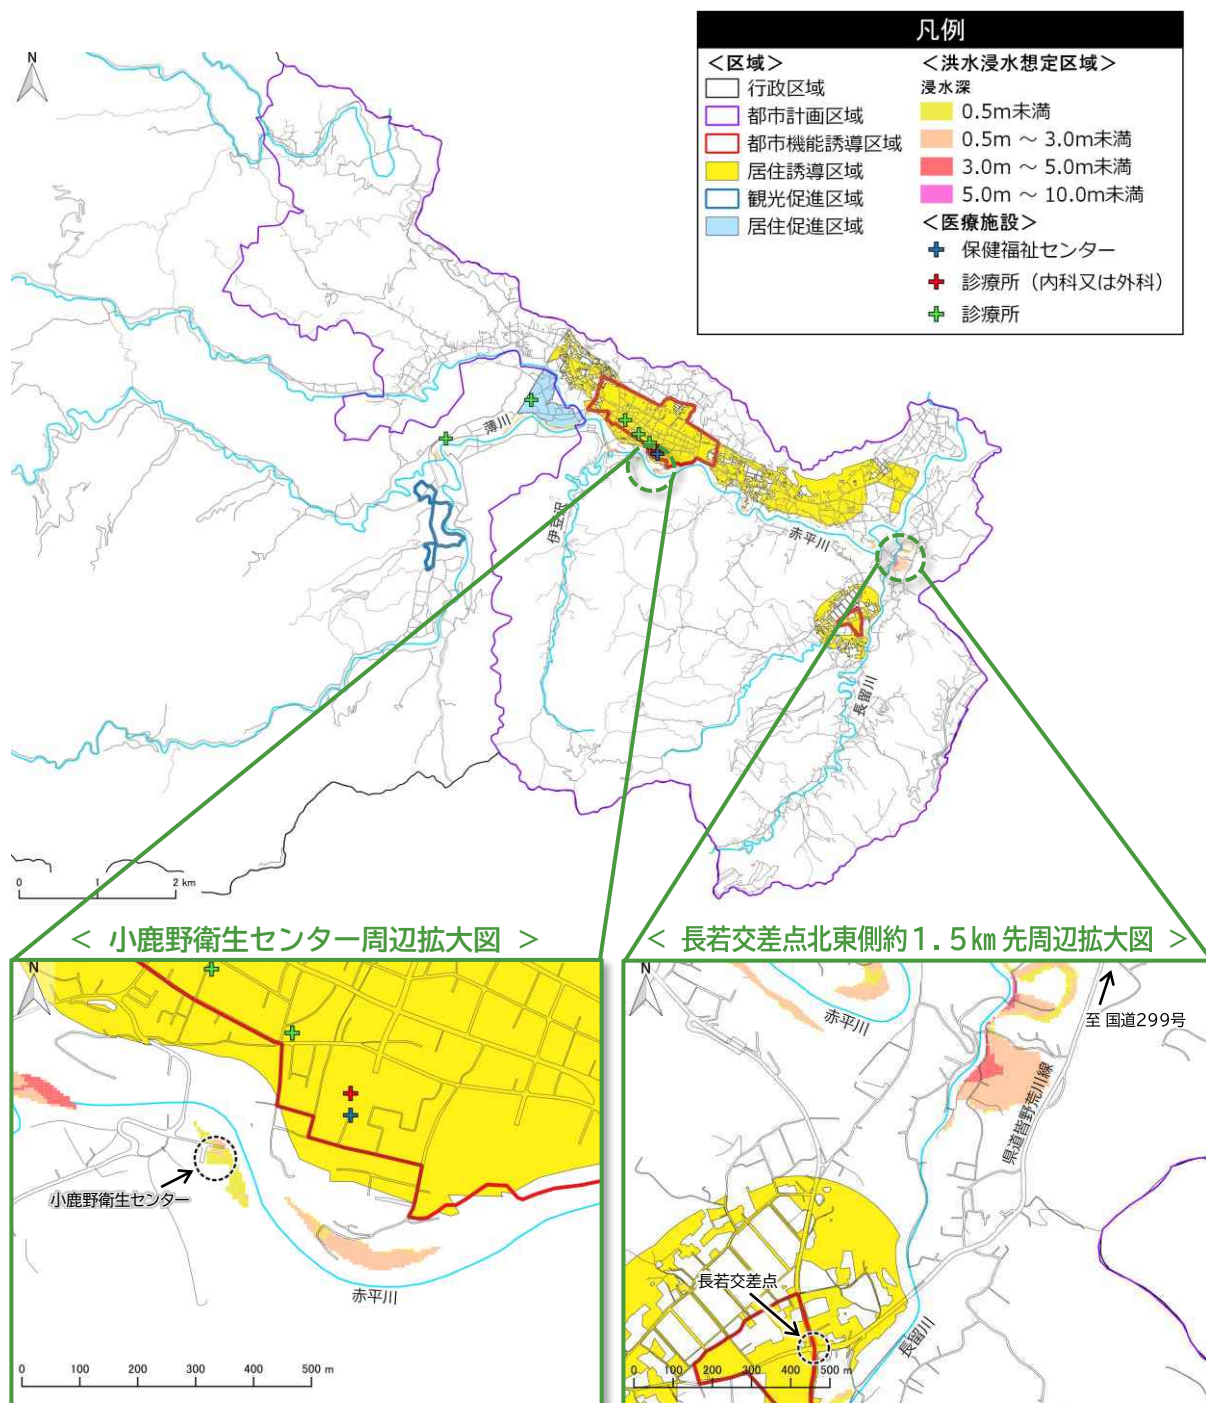 凡例
＜区域＞
行政区域
都市計画区域
都市機能誘導区域
居住誘導区域
観光促進区域
居住促進区域
＜洪水浸水想定区域＞
浸水深
0.5m未満
0.5m ～ 3.0m未満
3.0m ～ 5.0m未満
5.0m ～ 10.0m未満
＜医療施設＞
保健福祉センター
診療所（内科又は外科）
診療所
N
薄川
伊豆沢
赤平川
長留川
0 1 2 km
＜ 小鹿野衛生センター周辺拡大図 ＞
N
小鹿野衛生センター
赤平川
0 100 200 300 400 500 m
＜ 長若交差点北東側約１.５㎞先周辺拡大図 ＞
N
赤平川
至 国道299号
県道皆野荒川線
長若交差点
長留川
0 100 200 300 400 500 m